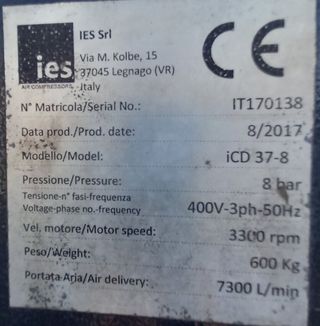 ies
AIR COMPRESSORS
IES Srl
Via M. Kolbe, 15
37045 Legnago (VR)
Italy
CE
N° Matricola/Serial No.: IT170138
Data prod./Prod. date: 8/2017
Modello/Model: iCD 37-8
Pressione/Pressure: 8 bar
Tensione-n° fasi-frequenza
Voltage-phase no.-frequency 400V-3ph-50Hz
Vel. motore/Motor speed: 3300 rpm
Peso/Weight: 600 Kg
Portata Aria/Air delivery: 7300 L/min